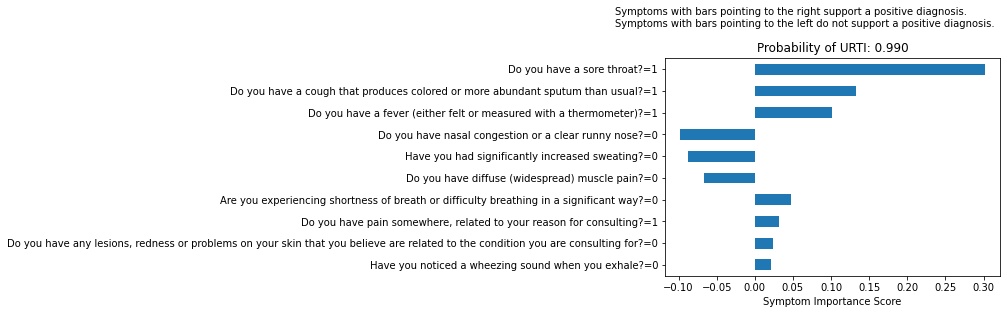 Symptoms with bars pointing to the right support a positive diagnosis.
Symptoms with bars pointing to the left do not support a positive diagnosis.
Probability of URTI: 0.990
Do you have a sore throat?=1
Do you have a cough that produces colored or more abundant sputum than usual?=1
Do you have a fever (either felt or measured with a thermometer)?=1
Do you have nasal congestion or a clear runny nose?=0
Have you had significantly increased sweating?=0
Do you have diffuse (widespread) muscle pain?=0
Are you experiencing shortness of breath or difficulty breathing in a significant way?=0
Do you have pain somewhere, related to your reason for consulting?=1
Do you have any lesions, redness or problems on your skin that you believe are related to the condition you are consulting for?=0
Have you noticed a wheezing sound when you exhale?=0
−0.10 −0.05 0.00 0.05 0.10 0.15 0.20 0.25 0.30
Symptom Importance Score